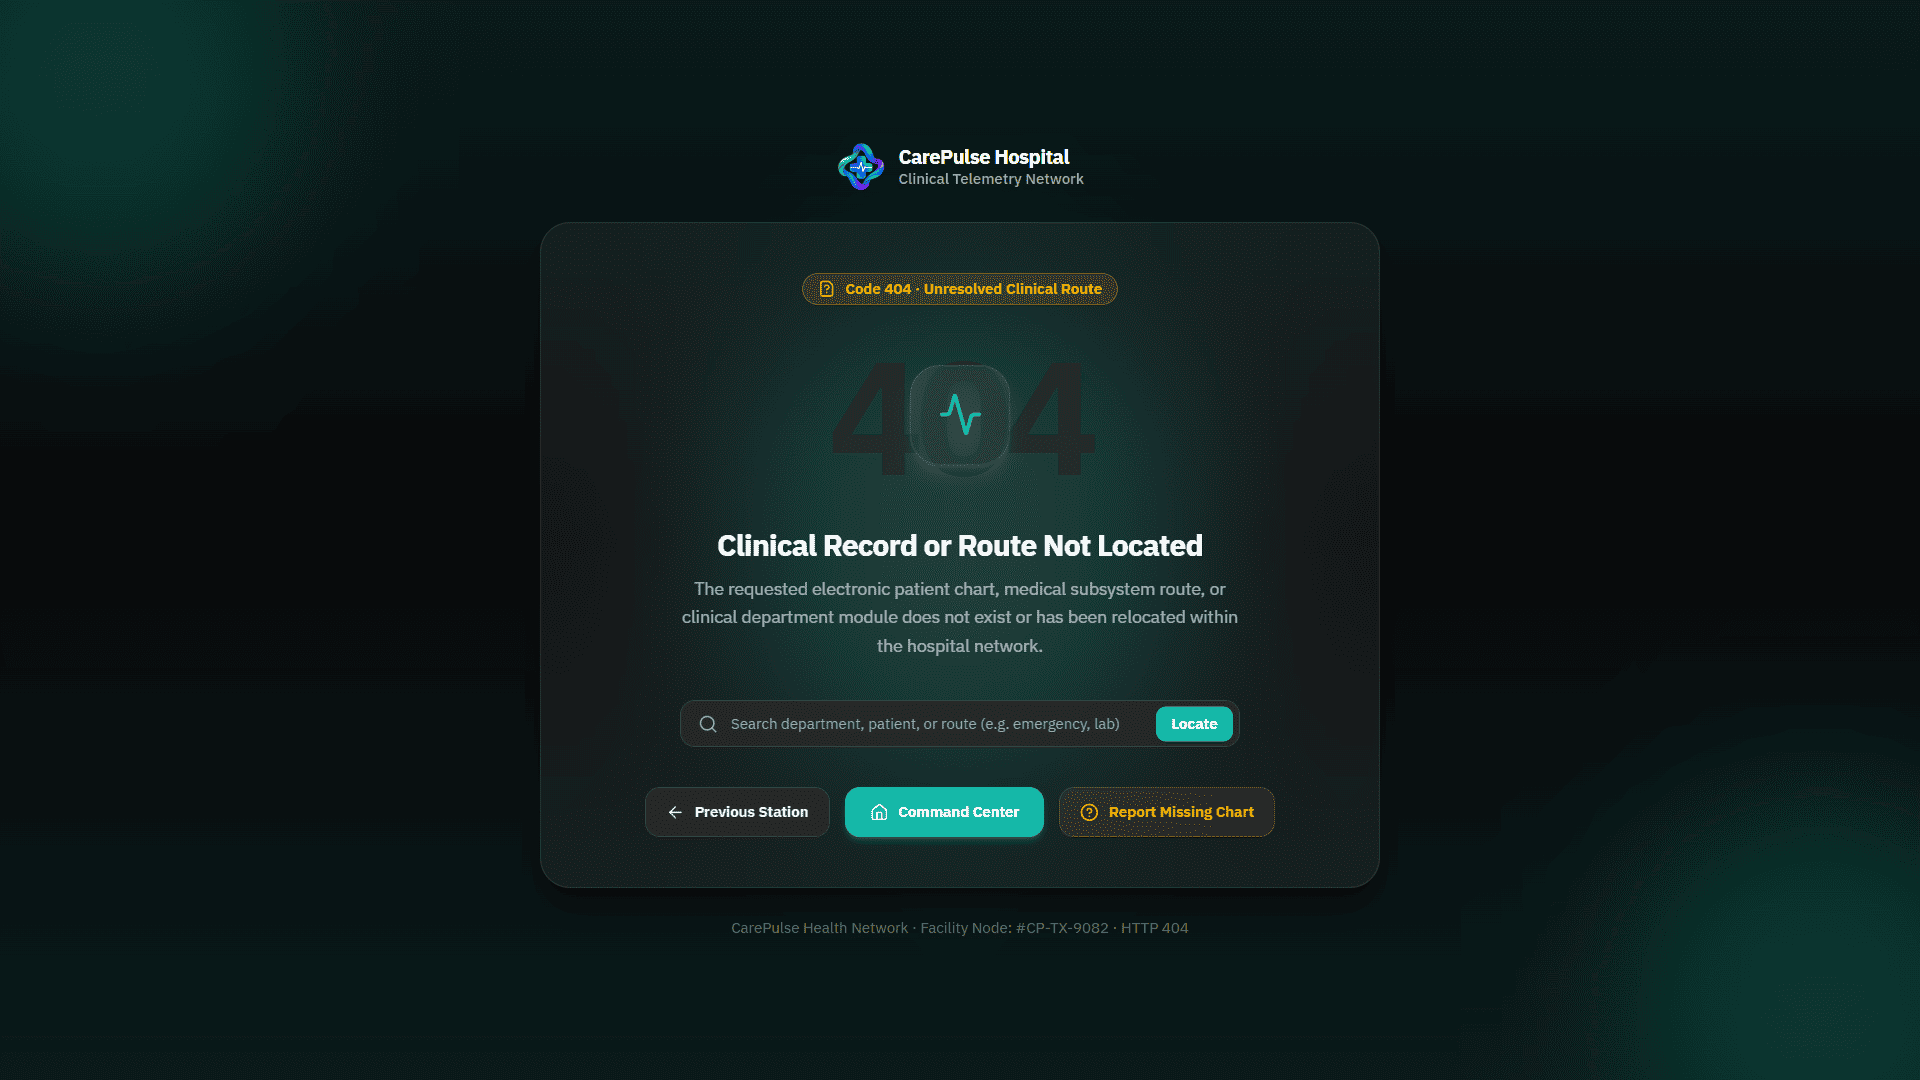 CarePulse Hospital
Clinical Telemetry Network
Code 404 · Unresolved Clinical Route
404
Clinical Record or Route Not Located
The requested electronic patient chart, medical subsystem route, or
clinical department module does not exist or has been relocated within
the hospital network.
Search department, patient, or route (e.g. emergency, lab)
Locate
Previous Station
Command Center
Report Missing Chart
CarePulse Health Network · Facility Node: #CP-TX-9082 · HTTP 404